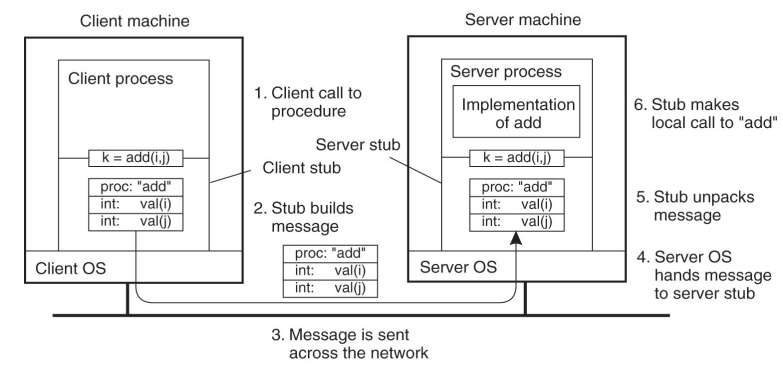 Client machine
Server machine
Client process
Server process
1. Client call to
procedure
Implementation
of add
6. Stub makes
local call to "add"
Server stub
k = add(i,j)
k = add(i,j)
Client stub
proc: "add"
int: val(i)
int: val(j)
proc: "add"
int: val(i)
int: val(j)
2. Stub builds
message
5. Stub unpacks
message
proc: "add"
int: val(i)
int: val(j)
Client OS
Server OS
4. Server OS
hands message
to server stub
3. Message is sent
across the network